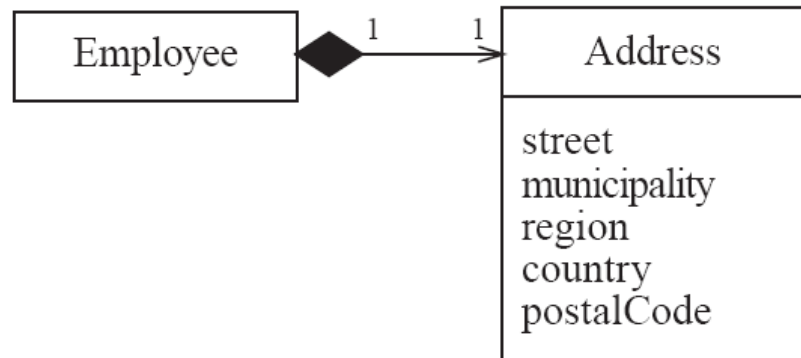 Employee
1
1
Address
street
municipality
region
country
postalCode